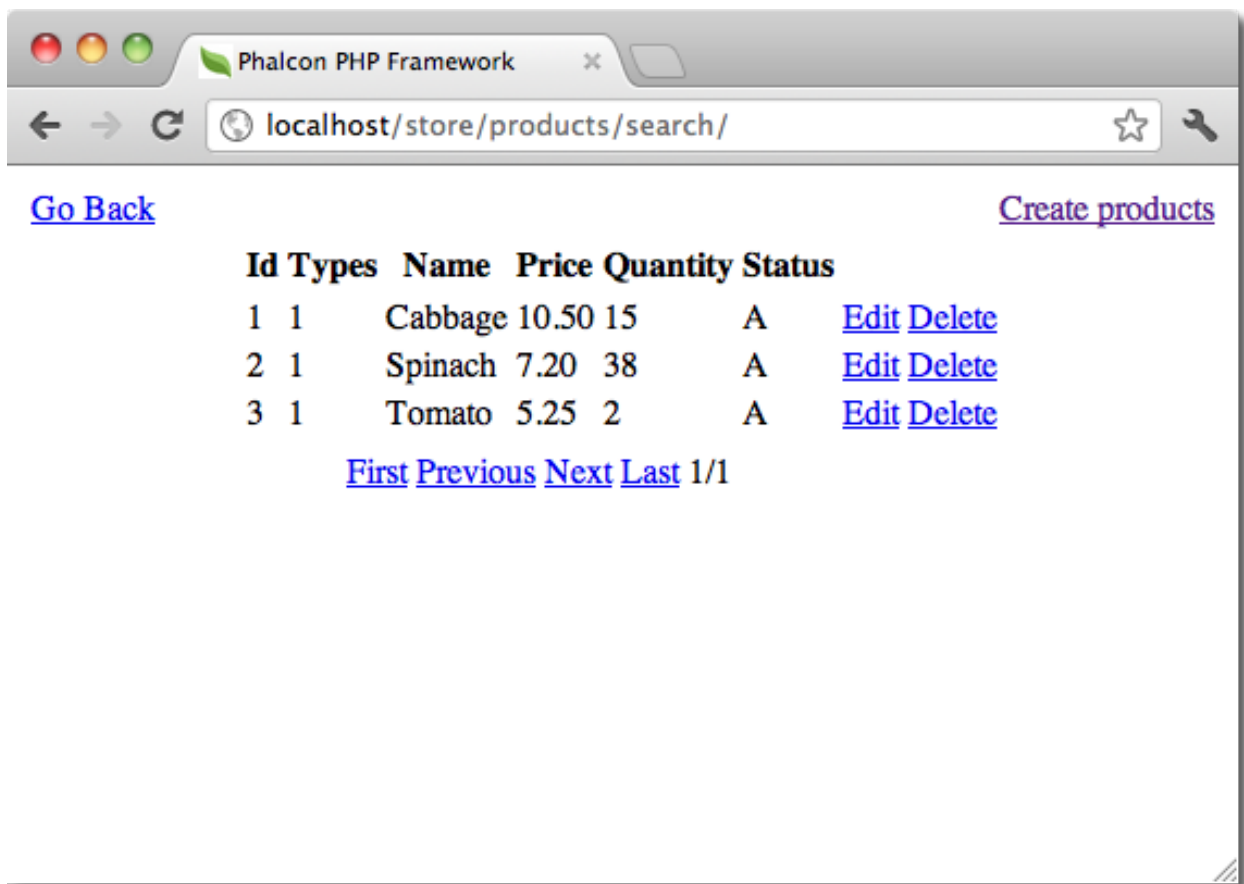 Phalcon PHP Framework
localhost/store/products/search/
Go Back Create products
Id Types Name Price Quantity Status
1 1 Cabbage 10.50 15 A Edit Delete
2 1 Spinach 7.20 38 A Edit Delete
3 1 Tomato 5.25 2 A Edit Delete
First Previous Next Last 1/1